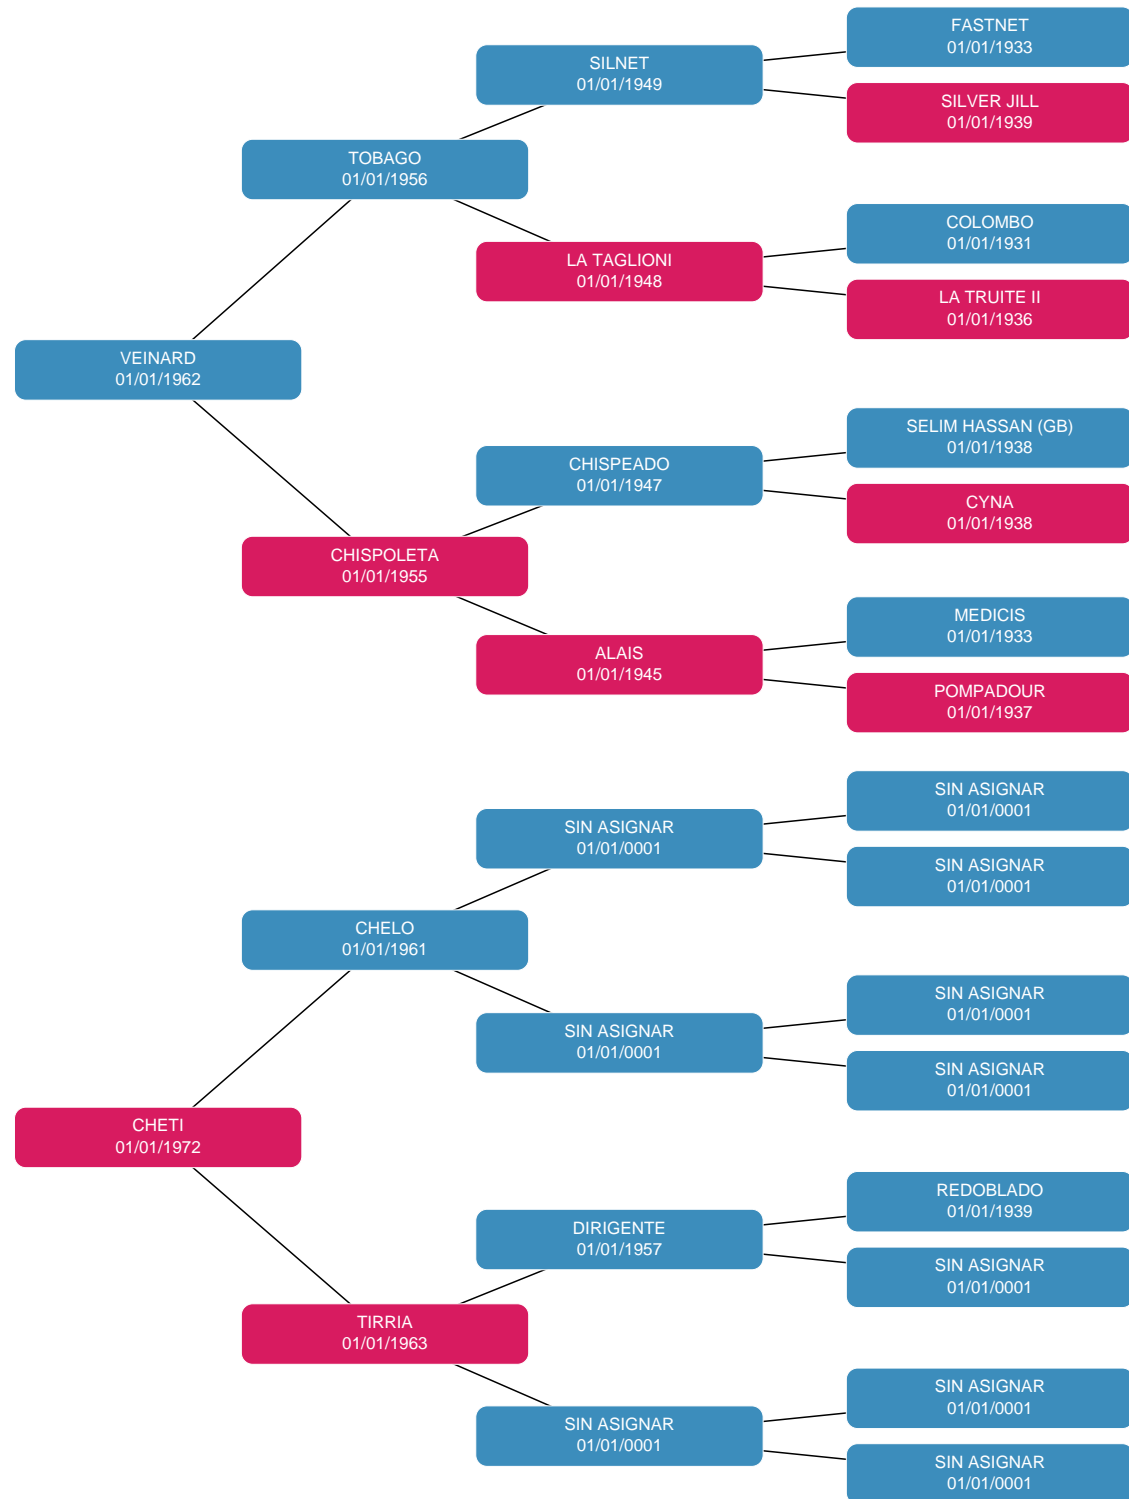 FASTNET
01/01/1933
SILNET
01/01/1949
SILVER JILL
01/01/1939
TOBAGO
01/01/1956
COLOMBO
01/01/1931
LA TAGLIONI
01/01/1948
LA TRUITE II
01/01/1936
VEINARD
01/01/1962
SELIM HASSAN (GB)
01/01/1938
CHISPEADO
01/01/1947
CYNA
01/01/1938
CHISPOLETA
01/01/1955
MEDICIS
01/01/1933
ALAIS
01/01/1945
POMPADOUR
01/01/1937
SIN ASIGNAR
01/01/0001
SIN ASIGNAR
01/01/0001
SIN ASIGNAR
01/01/0001
CHELO
01/01/1961
SIN ASIGNAR
01/01/0001
SIN ASIGNAR
01/01/0001
SIN ASIGNAR
01/01/0001
CHETI
01/01/1972
REDOBLADO
01/01/1939
DIRIGENTE
01/01/1957
SIN ASIGNAR
01/01/0001
TIRRIA
01/01/1963
SIN ASIGNAR
01/01/0001
SIN ASIGNAR
01/01/0001
SIN ASIGNAR
01/01/0001